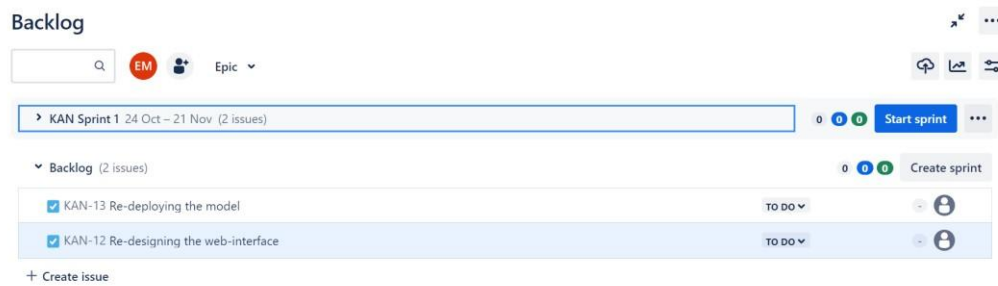 Backlog
EM Epic
KAN Sprint 1 24 Oct – 21 Nov (2 issues) 0 0 0 Start sprint
Backlog (2 issues) 0 0 0 Create sprint
KAN-13 Re-deploying the model TO DO -
KAN-12 Re-designing the web-interface TO DO -
+ Create issue